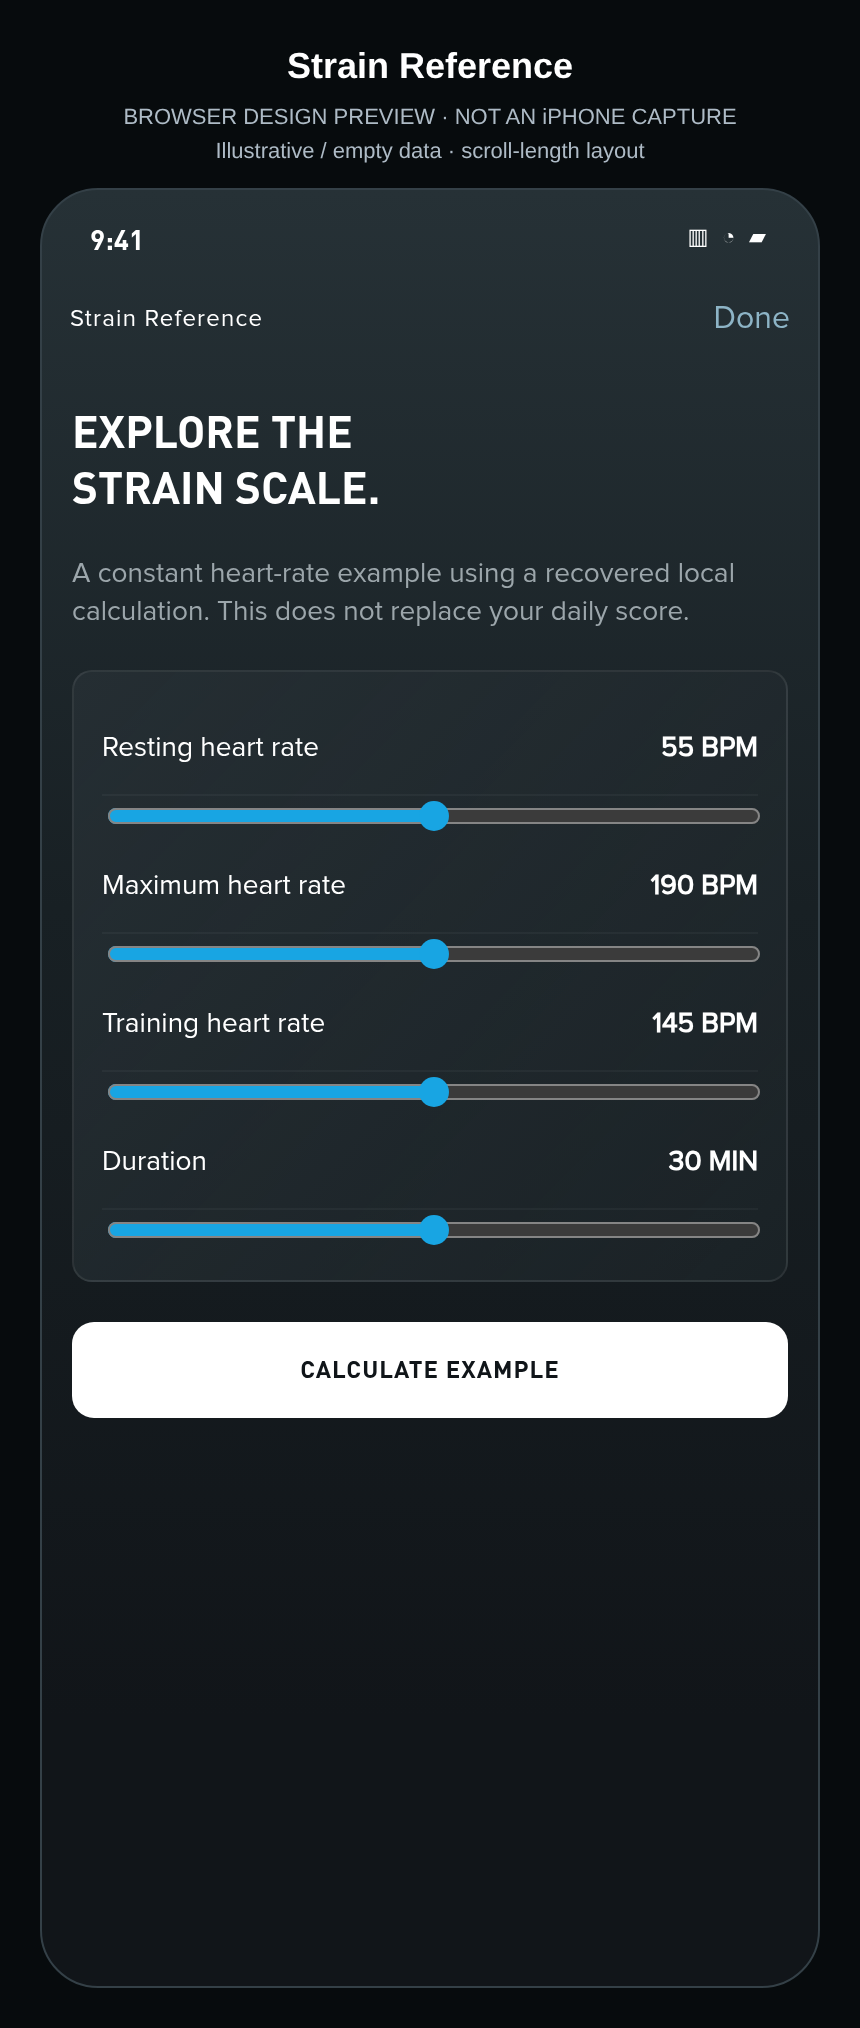 Strain Reference
BROWSER DESIGN PREVIEW · NOT AN iPHONE CAPTURE
Illustrative / empty data · scroll-length layout
9:41
Strain Reference
Done
EXPLORE THE
STRAIN SCALE.
A constant heart-rate example using a recovered local
calculation. This does not replace your daily score.
Resting heart rate
55 BPM
Maximum heart rate
190 BPM
Training heart rate
145 BPM
Duration
30 MIN
CALCULATE EXAMPLE